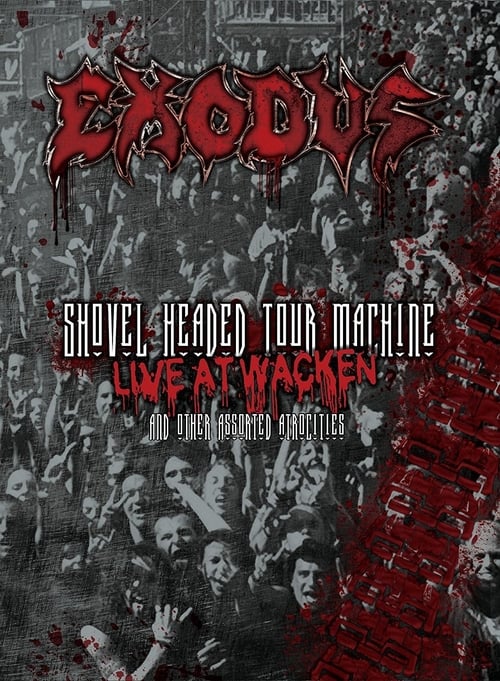 EXODUS
SHOVEL HEADED TOUR MACHINE
LIVE AT WACKEN
AND OTHER ASSORTED ATROCITIES